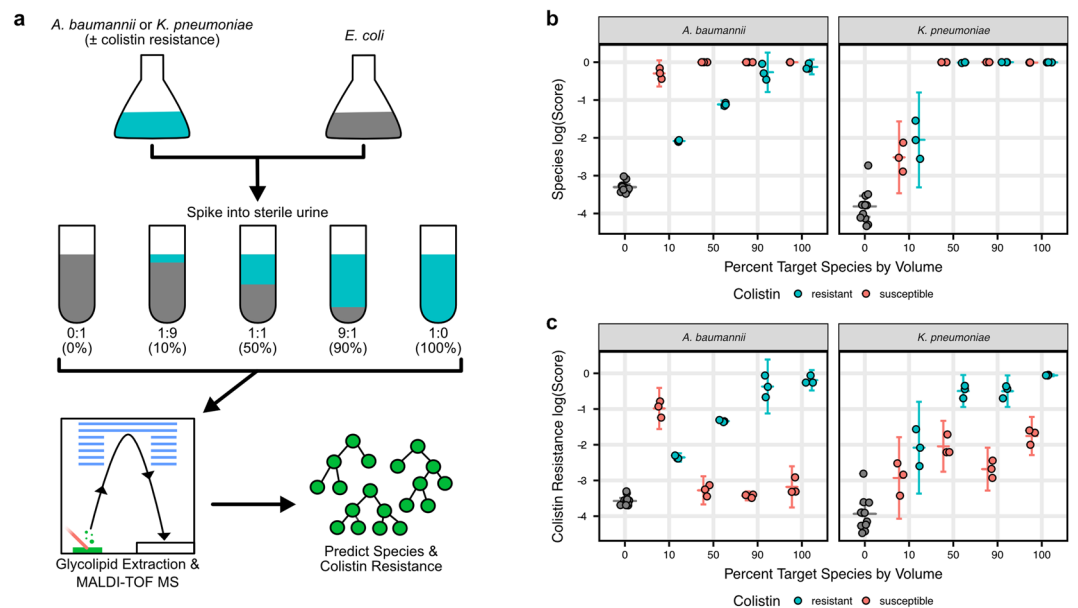 a
A. baumannii or K. pneumoniae
(± colistin resistance)
E. coli
Spike into sterile urine
0:1 1:9 1:1 9:1 1:0
(0%) (10%) (50%) (90%) (100%)
Glycolipid Extraction &
MALDI-TOF MS
Predict Species &
Colistin Resistance
b
A. baumannii K. pneumoniae
Species log(Score)
0
-1
-2
-3
-4
0 10 50 90 100 0 10 50 90 100
Percent Target Species by Volume
Colistin resistant susceptible
c
A. baumannii K. pneumoniae
Colistin Resistance log(Score)
0
-1
-2
-3
-4
0 10 50 90 100 0 10 50 90 100
Percent Target Species by Volume
Colistin resistant susceptible